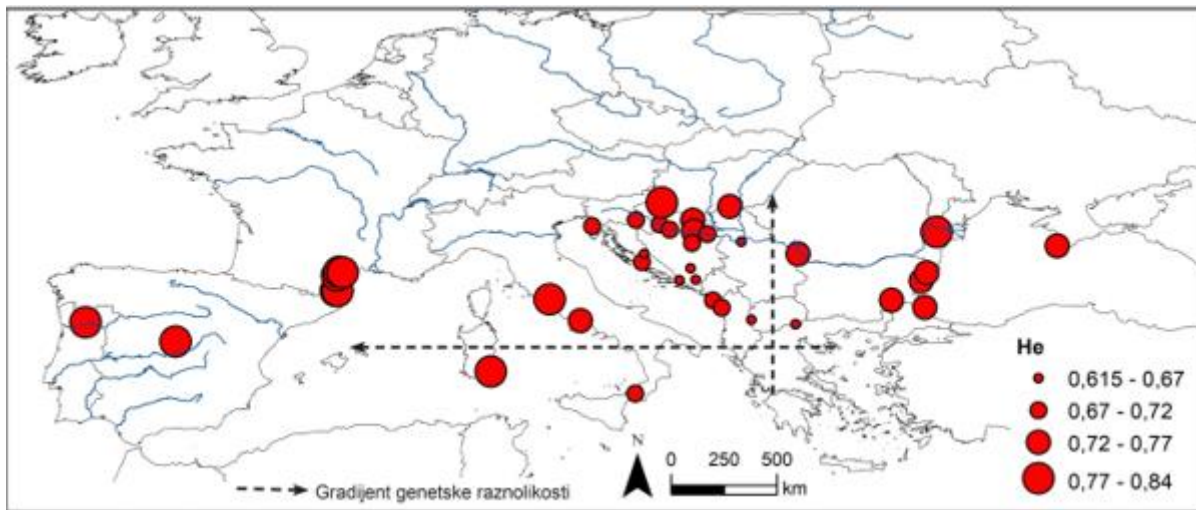 He
0,615 - 0,67
0,67 - 0,72
0,72 - 0,77
0,77 - 0,84
N
0 250 500
km
Gradijent genetske raznolikosti